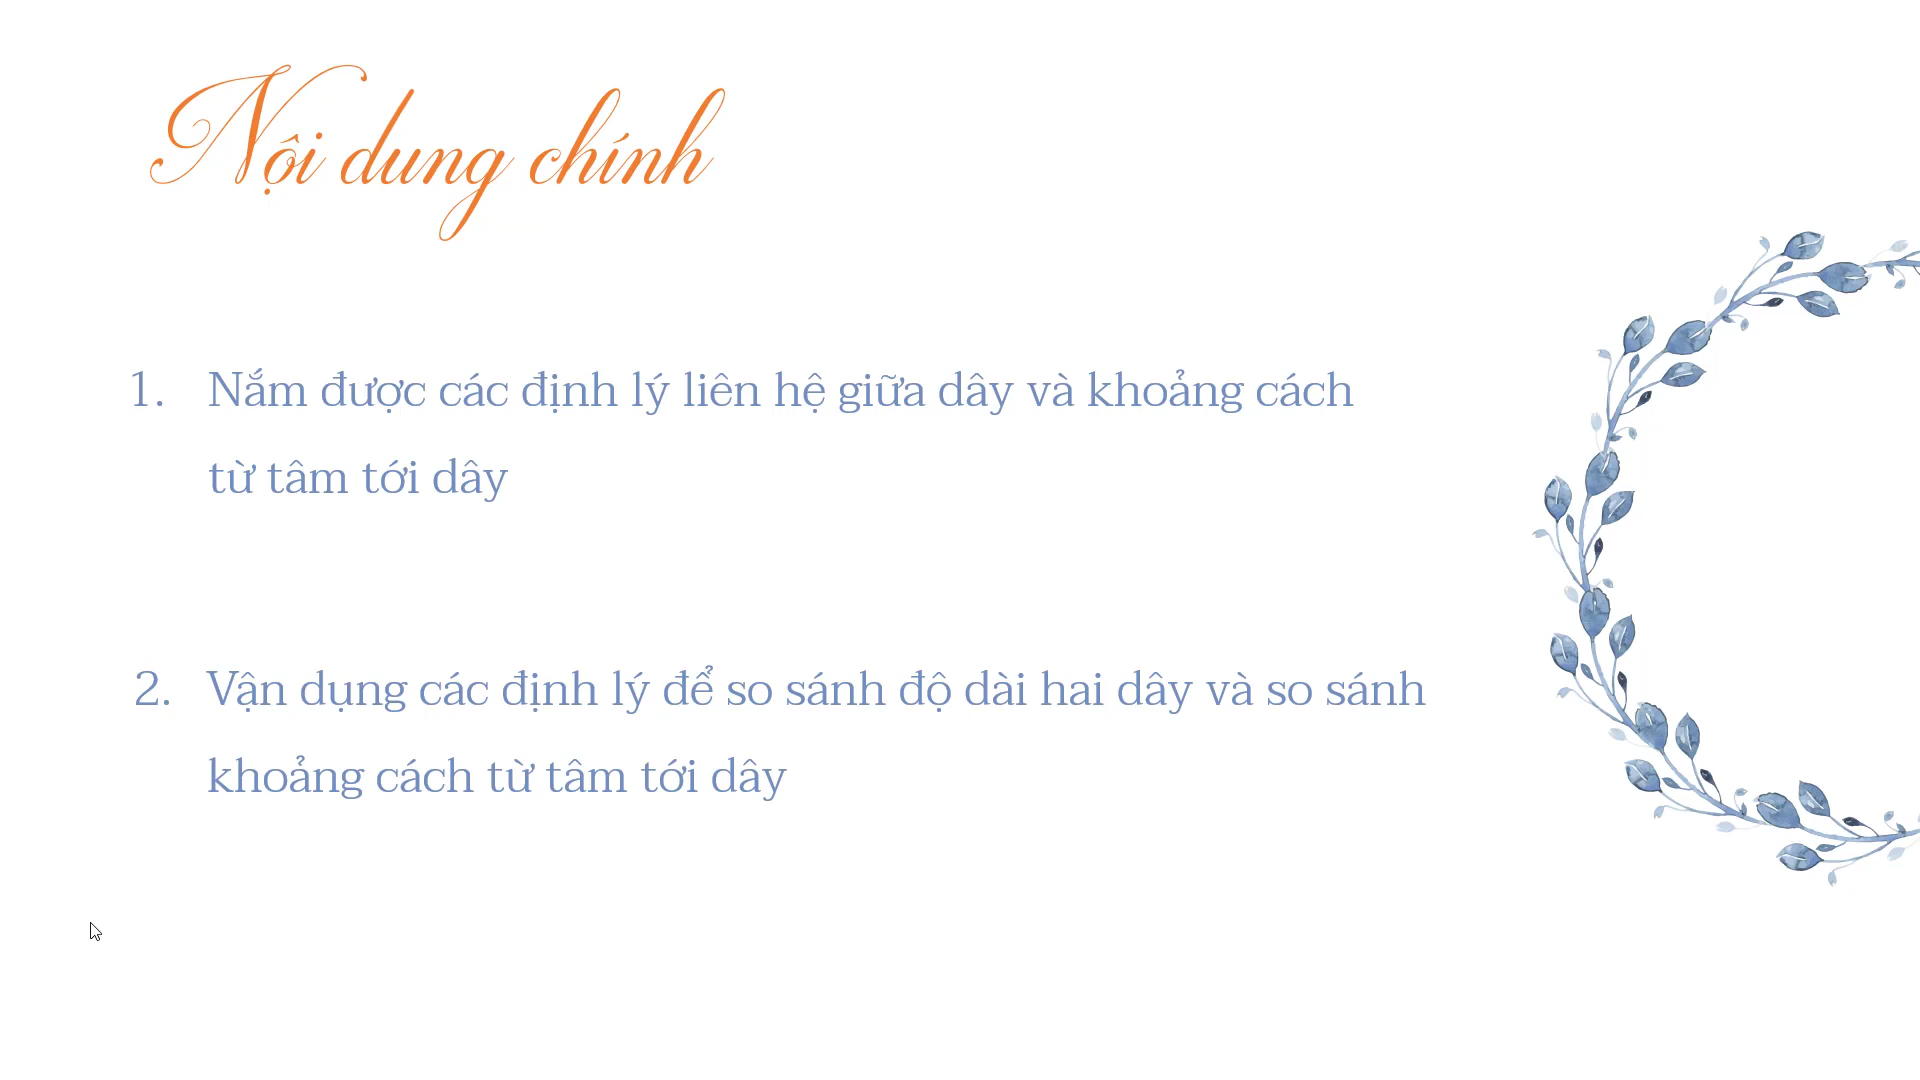 Nội dung chính
1. Nắm được các định lý liên hệ giữa dây và khoảng cách
từ tâm tới dây
2. Vận dụng các định lý để so sánh độ dài hai dây và so sánh
khoảng cách từ tâm tới dây